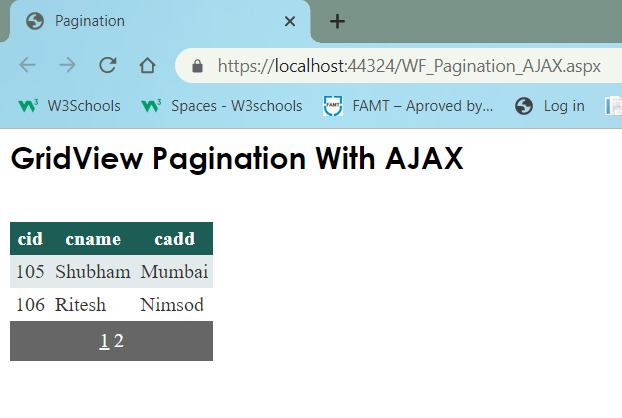 Pagination
https://localhost:44324/WF_Pagination_AJAX.aspx
W3Schools Spaces - W3schools FAMT – Aproved by... Log in
GridView Pagination With AJAX
cid cname cadd
105 Shubham Mumbai
106 Ritesh Nimsod
1 2